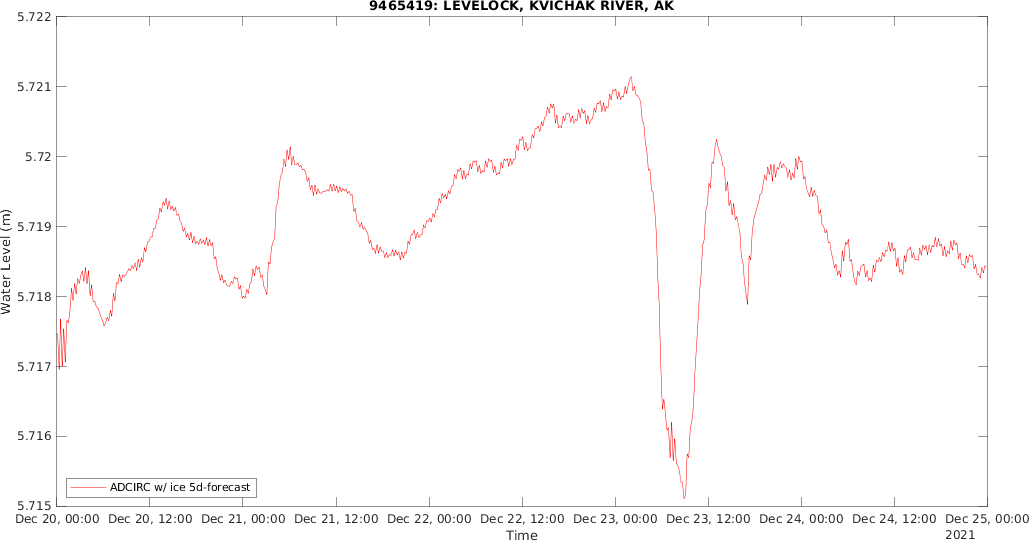 9465419: LEVELOCK, KVICHAK RIVER, AK
5.722
5.721
5.72
5.719
5.718
5.717
5.716
5.715
Water Level (m)
ADCIRC w/ ice 5d-forecast
Dec 20, 00:00 Dec 20, 12:00 Dec 21, 00:00 Dec 21, 12:00 Dec 22, 00:00 Dec 22, 12:00 Dec 23, 00:00 Dec 23, 12:00 Dec 24, 00:00 Dec 24, 12:00 Dec 25, 00:00
Time
2021